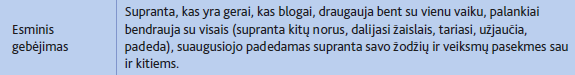 Esminis
gebėjimas
Supranta, kas yra gerai, kas blogai, draugauja bent su vienu vaiku, palankiai
bendrauja su visais (supranta kitų norus, dalijasi žaislais, tariasi, užjaučia,
padeda), suaugusiojo padedamas supranta savo žodžių ir veiksmų pasekmes sau
ir kitiems.